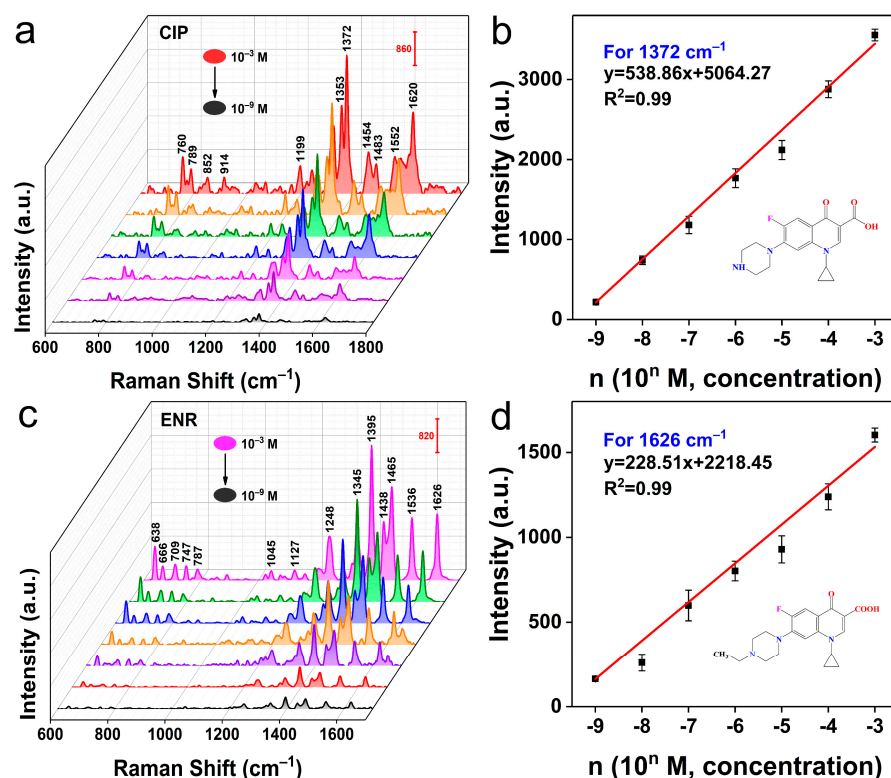 a
CIP
10⁻³ M
10⁻⁹ M
860
1372
1353
1620
760
789
852
914
1199
1454
1483
1552
Intensity (a.u.)
600 800 1000 1200 1400 1600 1800
Raman Shift (cm⁻¹)
b
For 1372 cm⁻¹
y=538.86x+5064.27
R²=0.99
3000
2000
1000
0
Intensity (a.u.)
F
O
O
OH
N
N
NH
-9 -8 -7 -6 -5 -4 -3
n (10ⁿ M, concentration)
c
ENR
10⁻³ M
10⁻⁹ M
820
1395
1465
1345
1438
1536
1626
1248
638
666
709
747
787
1045
1127
Intensity (a.u.)
600 800 1000 1200 1400 1600
Raman Shift (cm⁻¹)
d
For 1626 cm⁻¹
y=228.51x+2218.45
R²=0.99
1500
1000
500
0
Intensity (a.u.)
O
F
COOH
N
N
N
CH₃
-9 -8 -7 -6 -5 -4 -3
n (10ⁿ M, concentration)